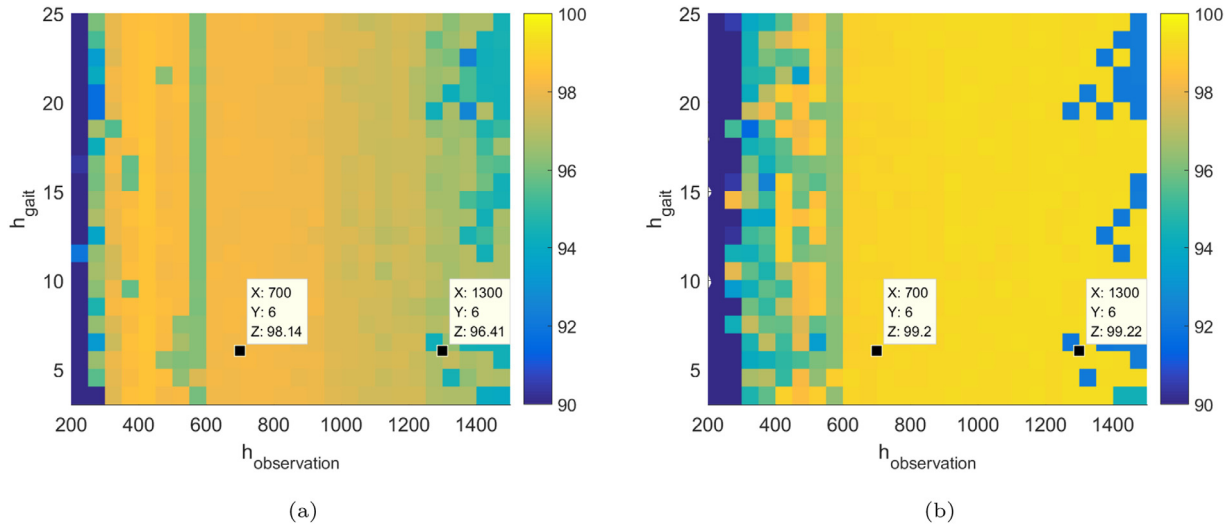 25
20
15
10
5
h_gait
200 400 600 800 1000 1200 1400
h_observation
X: 700
Y: 6
Z: 98.14
X: 1300
Y: 6
Z: 96.41
100
98
96
94
92
90
(a)
25
20
15
10
5
h_gait
200 400 600 800 1000 1200 1400
h_observation
X: 700
Y: 6
Z: 99.2
X: 1300
Y: 6
Z: 99.22
100
98
96
94
92
90
(b)